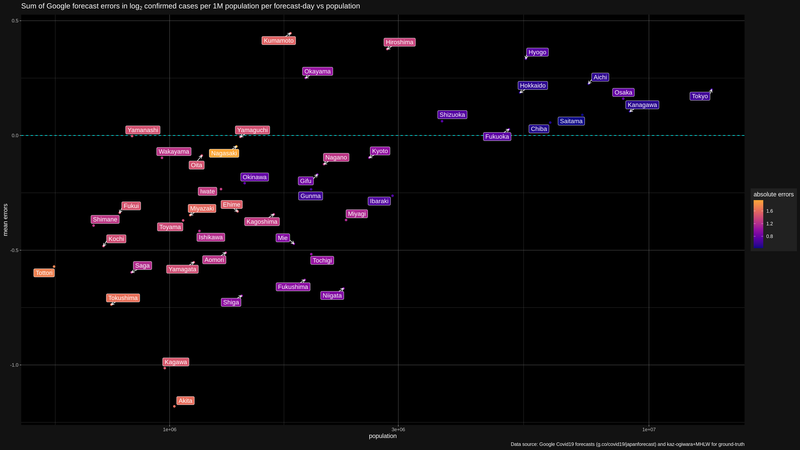 Sum of Google forecast errors in log2 confirmed cases per 1M population per forecast-day vs population
0.5
Kumamoto
Hiroshima
Hyogo
Okayama
Aichi
Hokkaido
Osaka
Tokyo
Kanagawa
Shizuoka
Saitama
Yamanashi
Yamaguchi
Chiba
0.0
Fukuoka
Wakayama
Nagasaki
Kyoto
Nagano
Oita
Okinawa
Gifu
absolute errors
Iwate
Gunma
Ibaraki
1.6
Fukui
Miyazaki
Ehime
Miyagi
1.2
Shimane
Kagoshima
0.8
mean errors
Toyama
Kochi
Ishikawa
Mie
-0.5
Saga
Aomori
Tochigi
Tottori
Yamagata
Fukushima
Tokushima
Shiga
Niigata
Kagawa
-1.0
Akita
1e+06
3e+06
1e+07
population
Data source: Google Covid19 forecasts (g.co/covid19/japanforecast) and kaz-ogiwara+MHLW for ground-truth